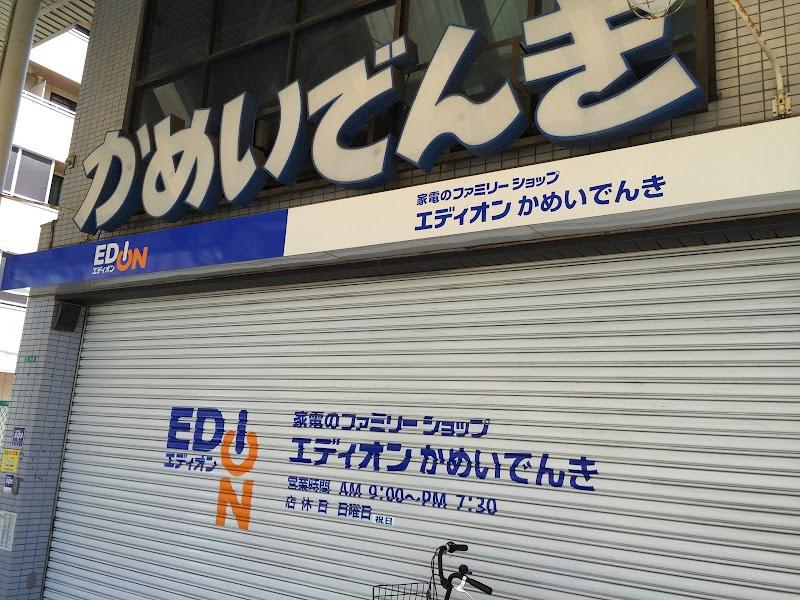 かめいでんき
EDION
エディオン
家電のファミリーショップ
エディオン かめいでんき
EDION
エディオン
家電のファミリーショップ
エディオン かめいでんき
営業時間 AM 9:00〜PM 7:30
店休日 日曜日 祝日